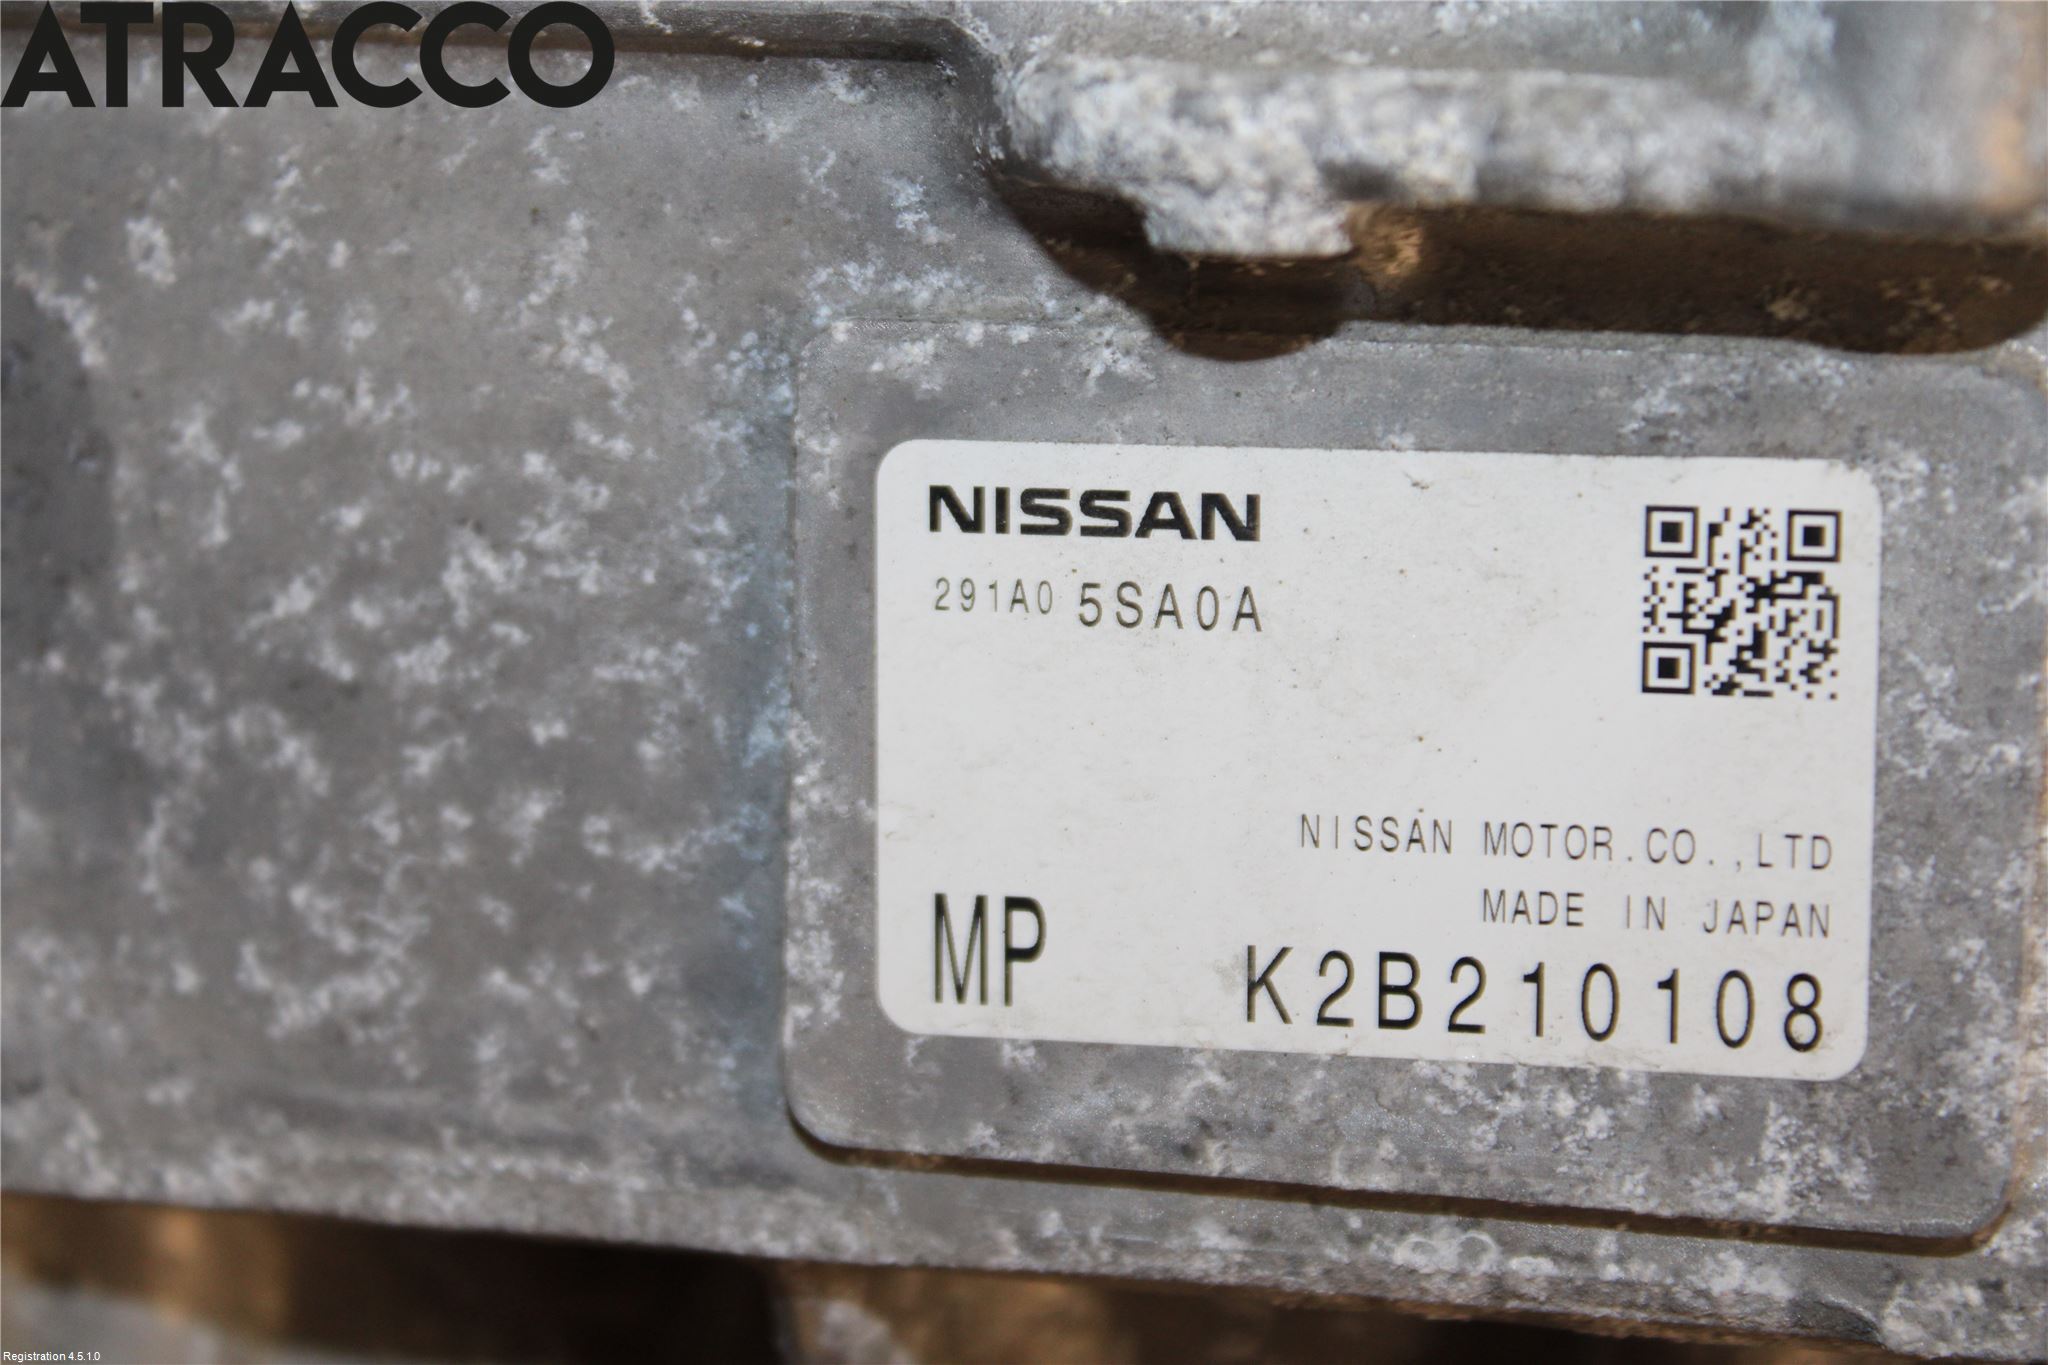 ATRACCO
NISSAN
291A0 5SA0A
NISSAN MOTOR.CO.,LTD
MADE IN JAPAN
MP K2B210108
Registration 4.5.1.0